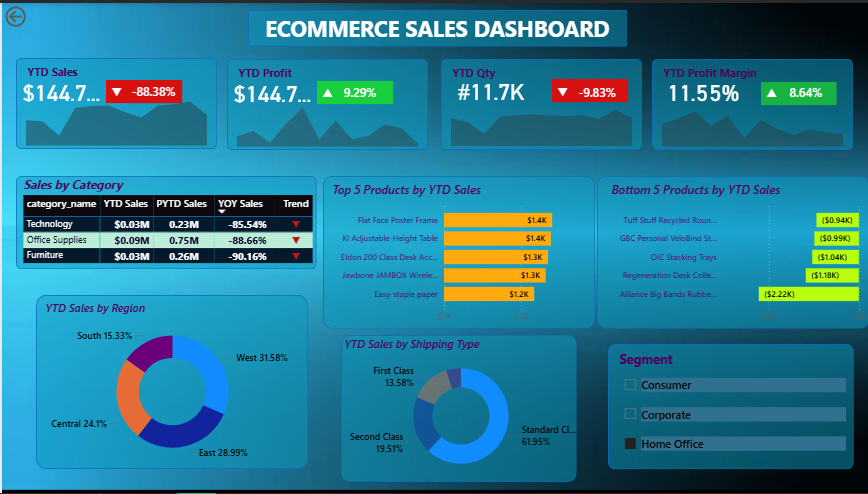 ECOMMERCE SALES DASHBOARD
YTD Sales
$144.7...
▼ -88.38%
YTD Profit
$144.7...
▲ 9.29%
YTD Qty
#11.7K
▼ -9.83%
YTD Profit Margin
11.55%
▲ 8.64%
Sales by Category
category_name YTD Sales PYTD Sales YOY Sales Trend
Technology $0.03M 0.23M -85.54% ▼
Office Supplies $0.09M 0.75M -88.66% ▼
Furniture $0.03M 0.26M -90.16% ▼
Top 5 Products by YTD Sales
Flat Face Poster Frame $1.4K
KI Adjustable-Height Table $1.4K
Eldon 200 Class Desk Acc... $1.3K
Jawbone JAMBOX Wirele... $1.3K
Easy-staple paper $1.2K
Bottom 5 Products by YTD Sales
Tuff Stuff Recycled Roun... ($0.94K)
GBC Personal VeloBind St... ($0.99K)
OIC Stacking Trays ($1.04K)
Regeneration Desk Colle... ($1.18K)
Alliance Big Bands Rubbe... ($2.22K)
YTD Sales by Region
South 15.33%
West 31.58%
Central 24.1%
East 28.99%
YTD Sales by Shipping Type
First Class
13.58%
Second Class
19.51%
Standard Cl...
61.95%
Segment
Consumer
Corporate
Home Office